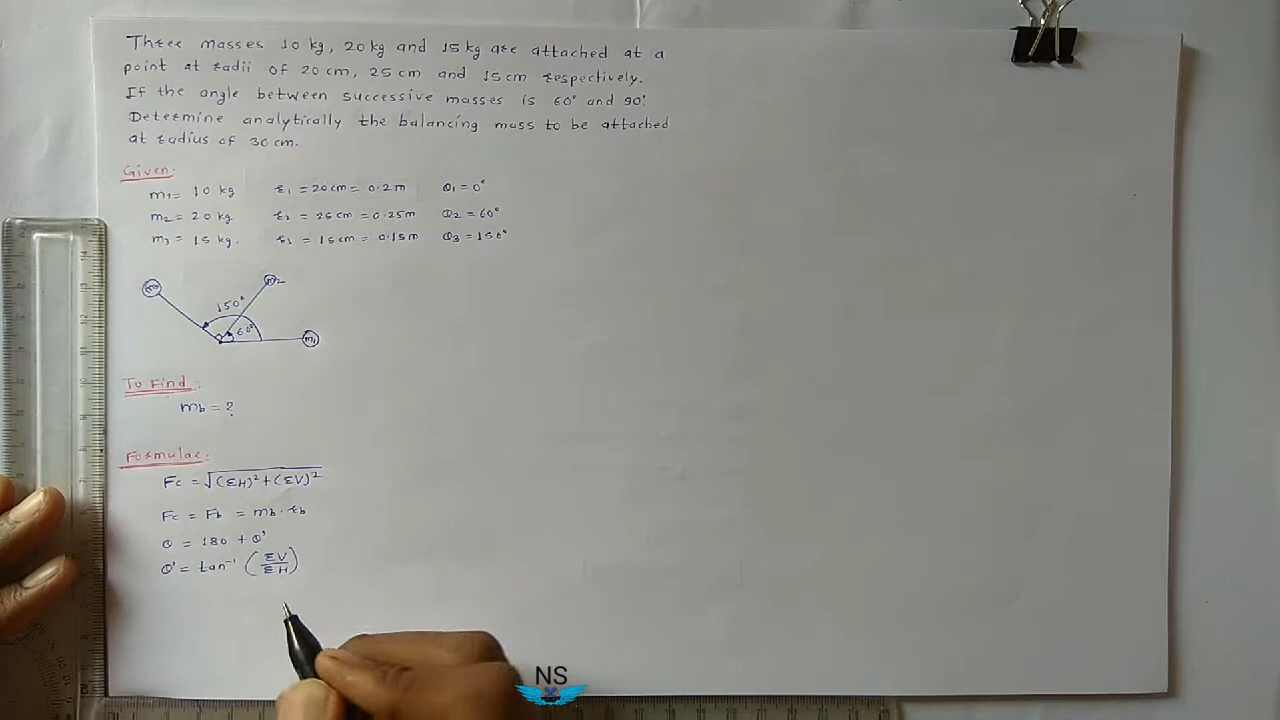 Three masses 10 kg, 20 kg and 15 kg are attached at a
point at radii of 20 cm, 25 cm and 15 cm respectively.
If the angle between successive masses is 60° and 90°.
Determine analytically the balancing mass to be attached
at radius of 30 cm.
Given:
m1 = 10 kg r1 = 20 cm = 0.2 m θ1 = 0°
m2 = 20 kg r2 = 25 cm = 0.25 m θ2 = 60°
m3 = 15 kg. r3 = 15 cm = 0.15 m θ3 = 150°
m3 m2
150°
60°
m1
To Find:
mb = ?
Formulae:
Fc = √(ΣH)² + (ΣV)²
Fc = Fb = mb · rb
θ = 180 + θ'
θ' = tan⁻¹ (ΣV/ΣH)
NS